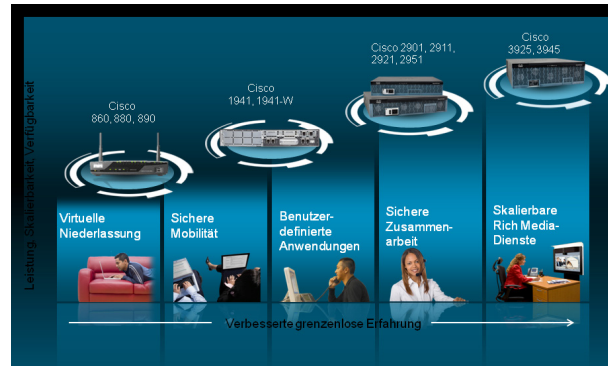 Cisco 2901, 2911,
2921, 2951
Cisco
3925, 3945
Cisco
1941, 1941-W
Cisco
860, 880, 890
Leistung, Skalierbarkeit, Verfügbarkeit
Virtuelle
Niederlassung
Sichere
Mobilität
Benutzer-
definierte
Anwendungen
Sichere
Zusammen-
arbeit
Skalierbare
Rich Media-
Dienste
Verbesserte grenzenlose Erfahrung